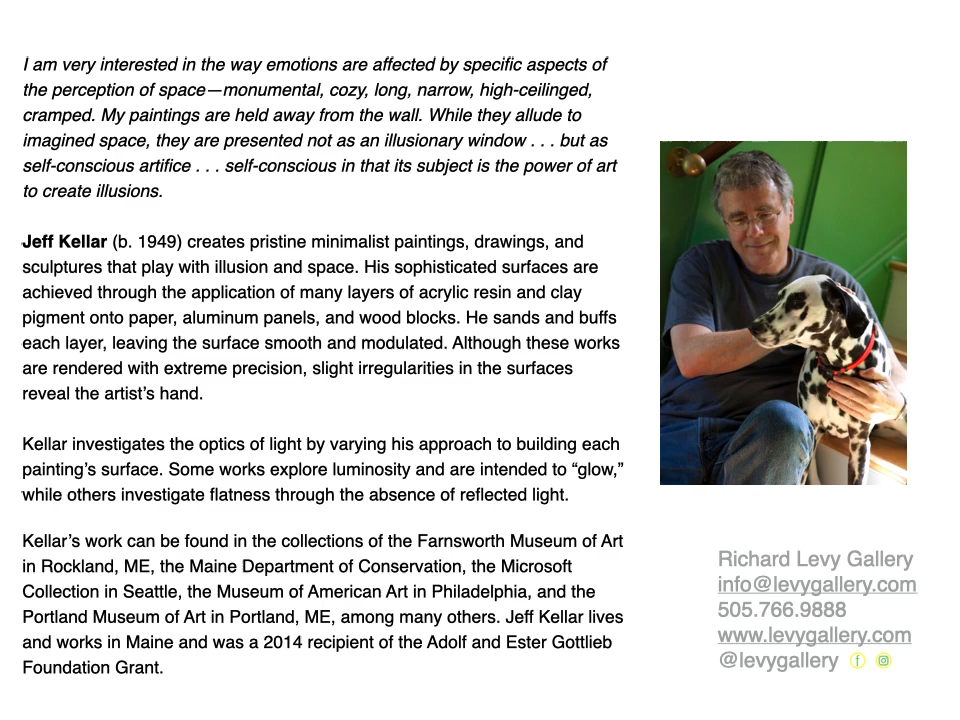 I am very interested in the way emotions are affected by specific aspects of
the perception of space—monumental, cozy, long, narrow, high-ceilinged,
cramped. My paintings are held away from the wall. While they allude to
imagined space, they are presented not as an illusionary window . . . but as
self-conscious artifice . . . self-conscious in that its subject is the power of art
to create illusions.
Jeff Kellar (b. 1949) creates pristine minimalist paintings, drawings, and
sculptures that play with illusion and space. His sophisticated surfaces are
achieved through the application of many layers of acrylic resin and clay
pigment onto paper, aluminum panels, and wood blocks. He sands and buffs
each layer, leaving the surface smooth and modulated. Although these works
are rendered with extreme precision, slight irregularities in the surfaces
reveal the artist’s hand.
Kellar investigates the optics of light by varying his approach to building each
painting’s surface. Some works explore luminosity and are intended to “glow,”
while others investigate flatness through the absence of reflected light.
Kellar’s work can be found in the collections of the Farnsworth Museum of Art
in Rockland, ME, the Maine Department of Conservation, the Microsoft
Collection in Seattle, the Museum of American Art in Philadelphia, and the
Portland Museum of Art in Portland, ME, among many others. Jeff Kellar lives
and works in Maine and was a 2014 recipient of the Adolf and Ester Gottlieb
Foundation Grant.
Richard Levy Gallery
info@levygallery.com
505.766.9888
www.levygallery.com
@levygallery